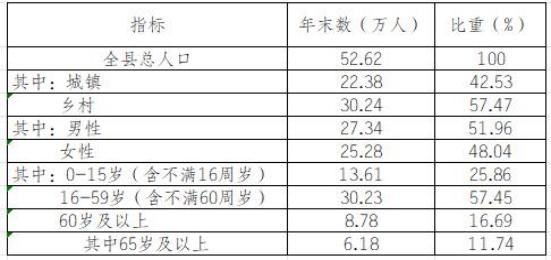 指标 年末数（万人） 比重（%）
全县总人口 52.62 100
其中：城镇 22.38 42.53
乡村 30.24 57.47
其中：男性 27.34 51.96
女性 25.28 48.04
其中：0-15岁（含不满16周岁） 13.61 25.86
16-59岁（含不满60周岁） 30.23 57.45
60岁及以上 8.78 16.69
其中65岁及以上 6.18 11.74